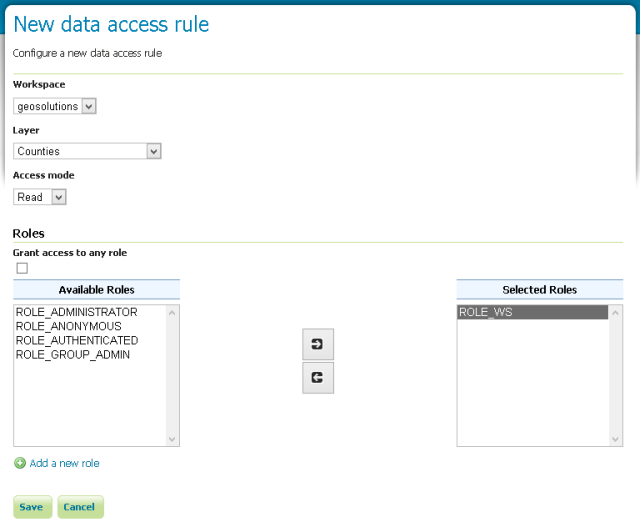 New data access rule
Configure a new data access rule
Workspace
geosolutions
Layer
Counties
Access mode
Read
Roles
Grant access to any role
Available Roles
ROLE_ADMINISTRATOR
ROLE_ANONYMOUS
ROLE_AUTHENTICATED
ROLE_GROUP_ADMIN
Selected Roles
ROLE_WS
Add a new role
Save Cancel